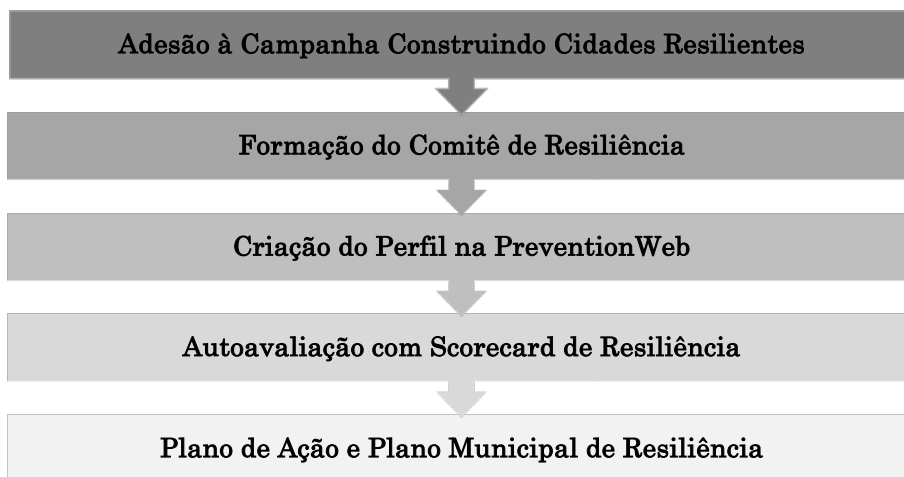 Adesão à Campanha Construindo Cidades Resilientes
Formação do Comitê de Resiliência
Criação do Perfil na PreventionWeb
Autoavaliação com Scorecard de Resiliência
Plano de Ação e Plano Municipal de Resiliência